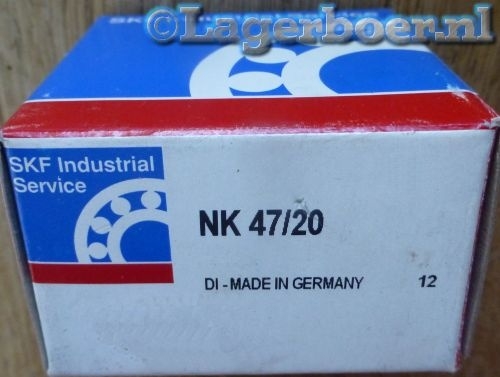 ©Lagerboer.nl
SKF Industrial
Service
NK 47/20
DI - MADE IN GERMANY 12